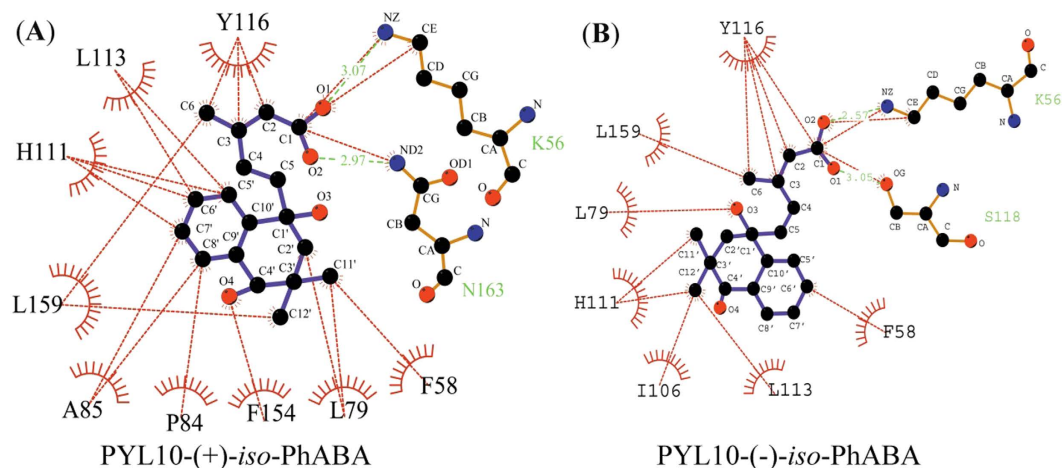 (A)
Y116
L113
H111
L159
A85
P84
F154
L79
F58
NZ
CE
3.07
CD
CG
CB
CA
N
C
O
K56
C6
C2
O1
C1
C3
O2
2.97
ND2
OD1
CG
CB
CA
N
C
O
N163
C4
C5
C5'
C6'
C10'
C1'
O3
C7'
C9'
C2'
C8'
C4'
C3'
C11'
O4
C12'
PYL10-(+)-iso-PhABA
(B)
Y116
L159
L79
H111
I106
L113
F58
O
C
CA
CB
CD
CG
CE
NZ
N
K56
O2
2.57
C1
C2
O1
3.05
OG
N
CB
CA
C
O
S118
C6
C3
C4
O3
C5
C11'
C2'
C1'
C3'
C10'
C5'
C12'
C4'
C9'
C6'
O4
C8'
C7'
PYL10-(-)-iso-PhABA